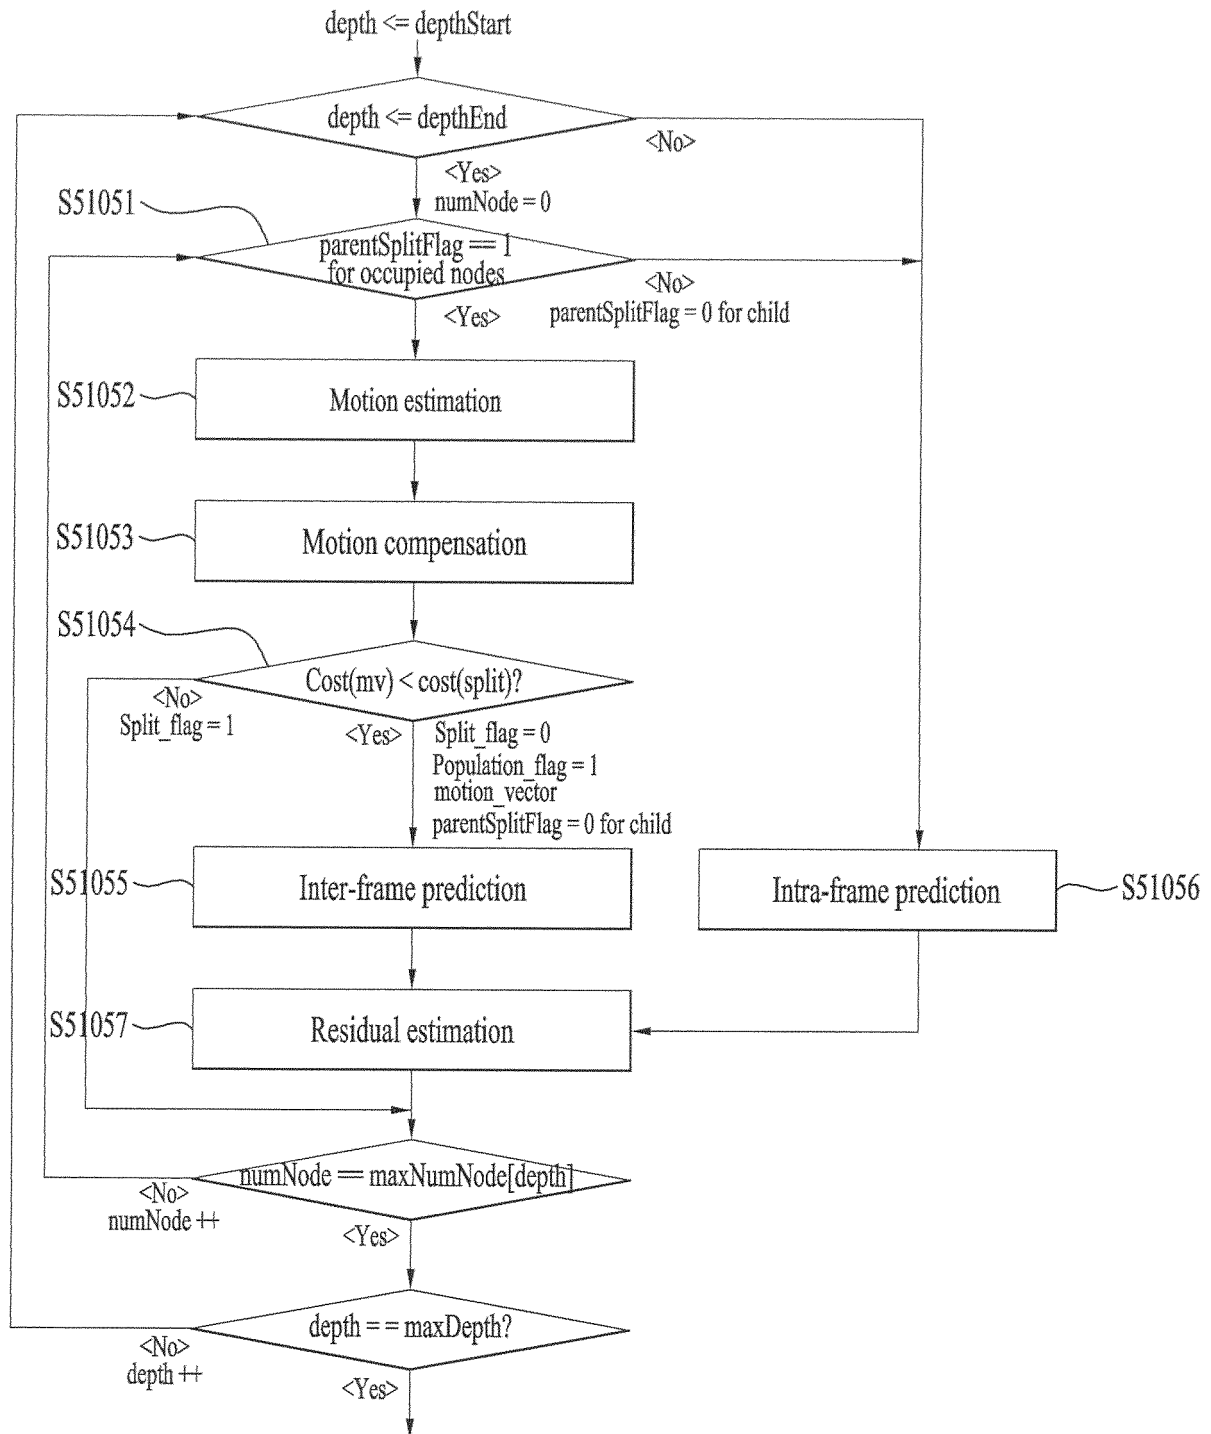 depth <= depthStart
depth <= depthEnd
<No>
<Yes>
numNode = 0
S51051
parentSplitFlag == 1
for occupied nodes
<No>
parentSplitFlag = 0 for child
<Yes>
S51052
Motion estimation
S51053
Motion compensation
S51054
Cost(mv) < cost(split)?
<No>
Split_flag = 1
<Yes>
Split_flag = 0
Population_flag = 1
motion_vector
parentSplitFlag = 0 for child
S51055
Inter-frame prediction
Intra-frame prediction
S51056
S51057
Residual estimation
numNode == maxNumNode[depth]
<No>
numNode ++
<Yes>
depth = = maxDepth?
<No>
depth ++
<Yes>